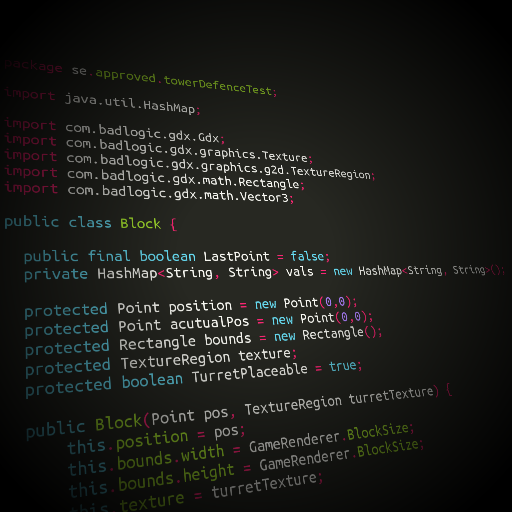 package se.approved.towerDefenceTest;
import java.util.HashMap;
import com.badlogic.gdx.Gdx;
import com.badlogic.gdx.graphics.Texture;
import com.badlogic.gdx.graphics.g2d.TextureRegion;
import com.badlogic.gdx.math.Rectangle;
import com.badlogic.gdx.math.Vector3;
public class Block {
public final boolean LastPoint = false;
private HashMap<String, String> vals = new HashMap<String, String>();
protected Point position = new Point(0,0);
protected Point acutualPos = new Point(0,0);
protected Rectangle bounds = new Rectangle();
protected TextureRegion texture;
protected boolean TurretPlaceable = true;
public Block(Point pos, TextureRegion turretTexture) {
this.position = pos;
this.bounds.width = GameRenderer.BlockSize;
this.bounds.height = GameRenderer.BlockSize;
this.texture = turretTexture;